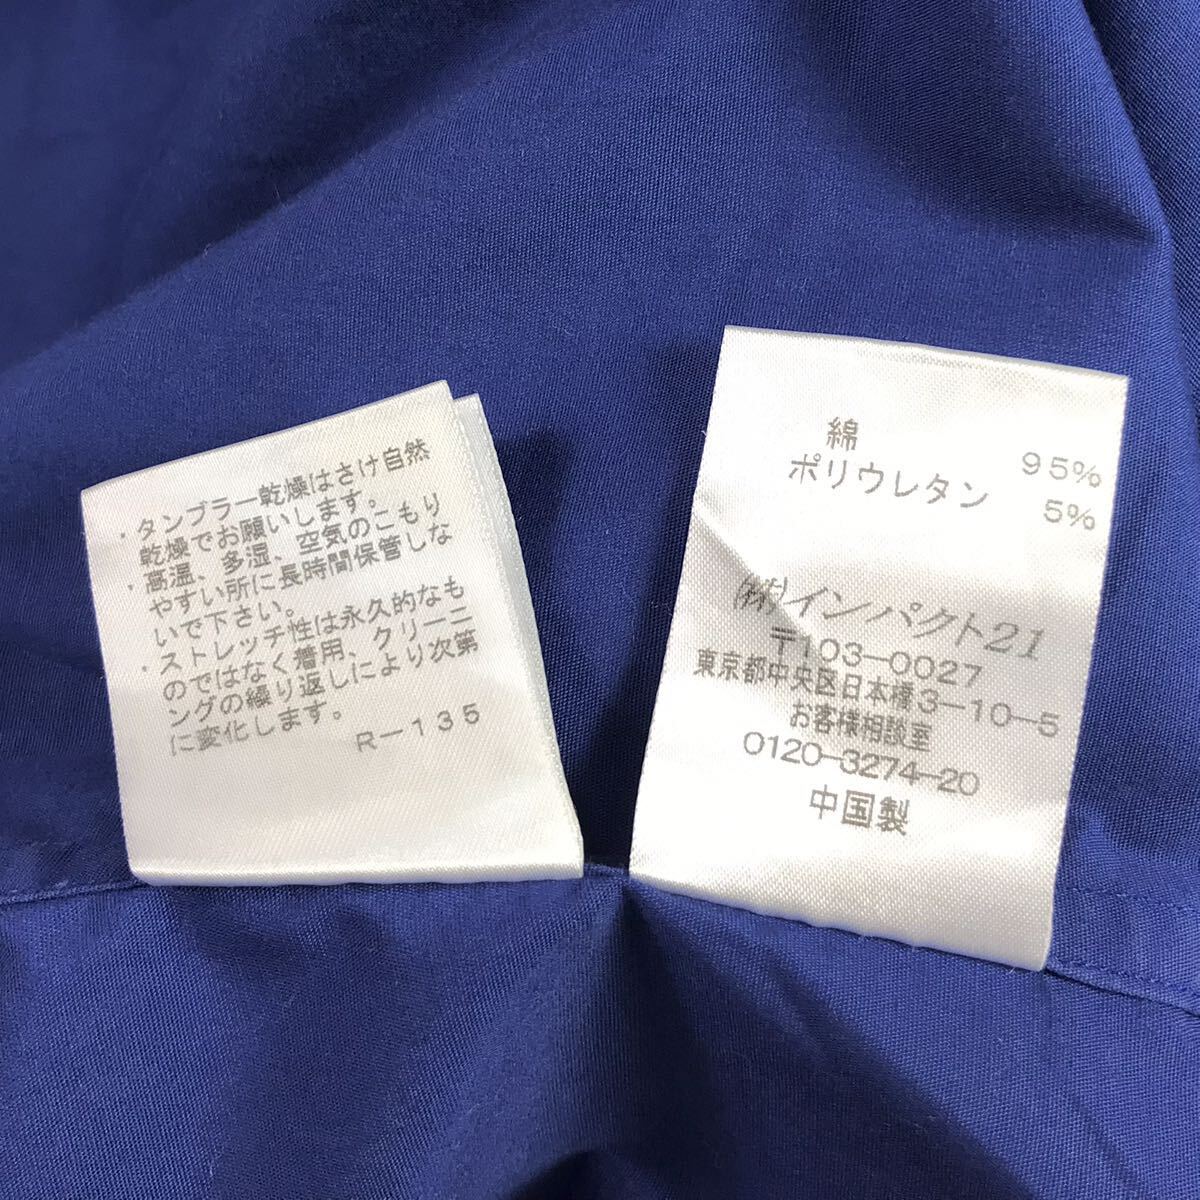 ・タンブラー乾燥はさけ自然
乾燥でお願いします。
・高温、多湿、空気のこもり
やすい所に長時間保管しな
いで下さい。
・ストレッチ性は永久的なも
のではなく着用、クリーニ
ングの繰り返しにより次第
に変化します。
R-135
綿 95%
ポリウレタン 5%
㈱インパクト21
〒103-0027
東京都中央区日本橋3-10-5
お客様相談室
0120-3274-20
中国製